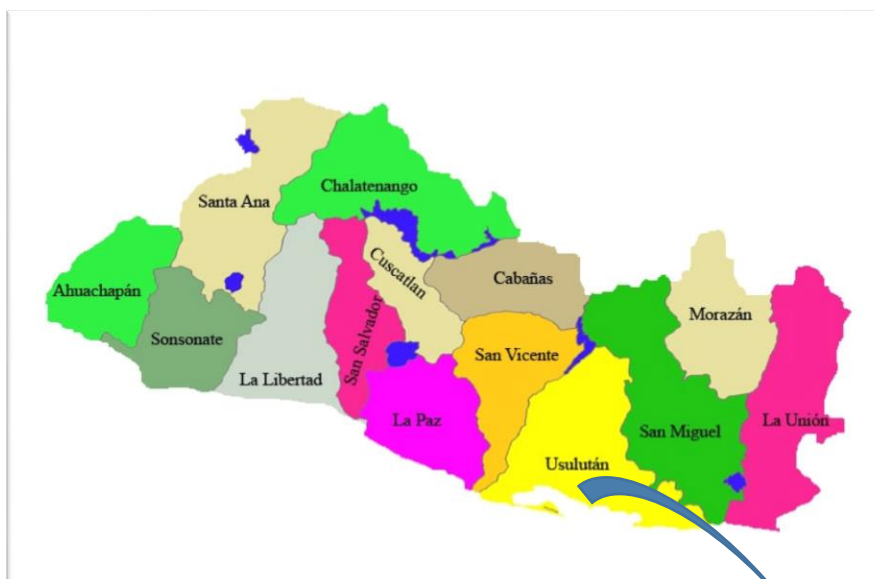 Chalatenango
Santa Ana
Cuscatlan
Cabañas
Ahuachapán
Morazán
Sonsonate
San Salvador
San Vicente
La Libertad
La Paz
San Miguel
La Unión
Usulután